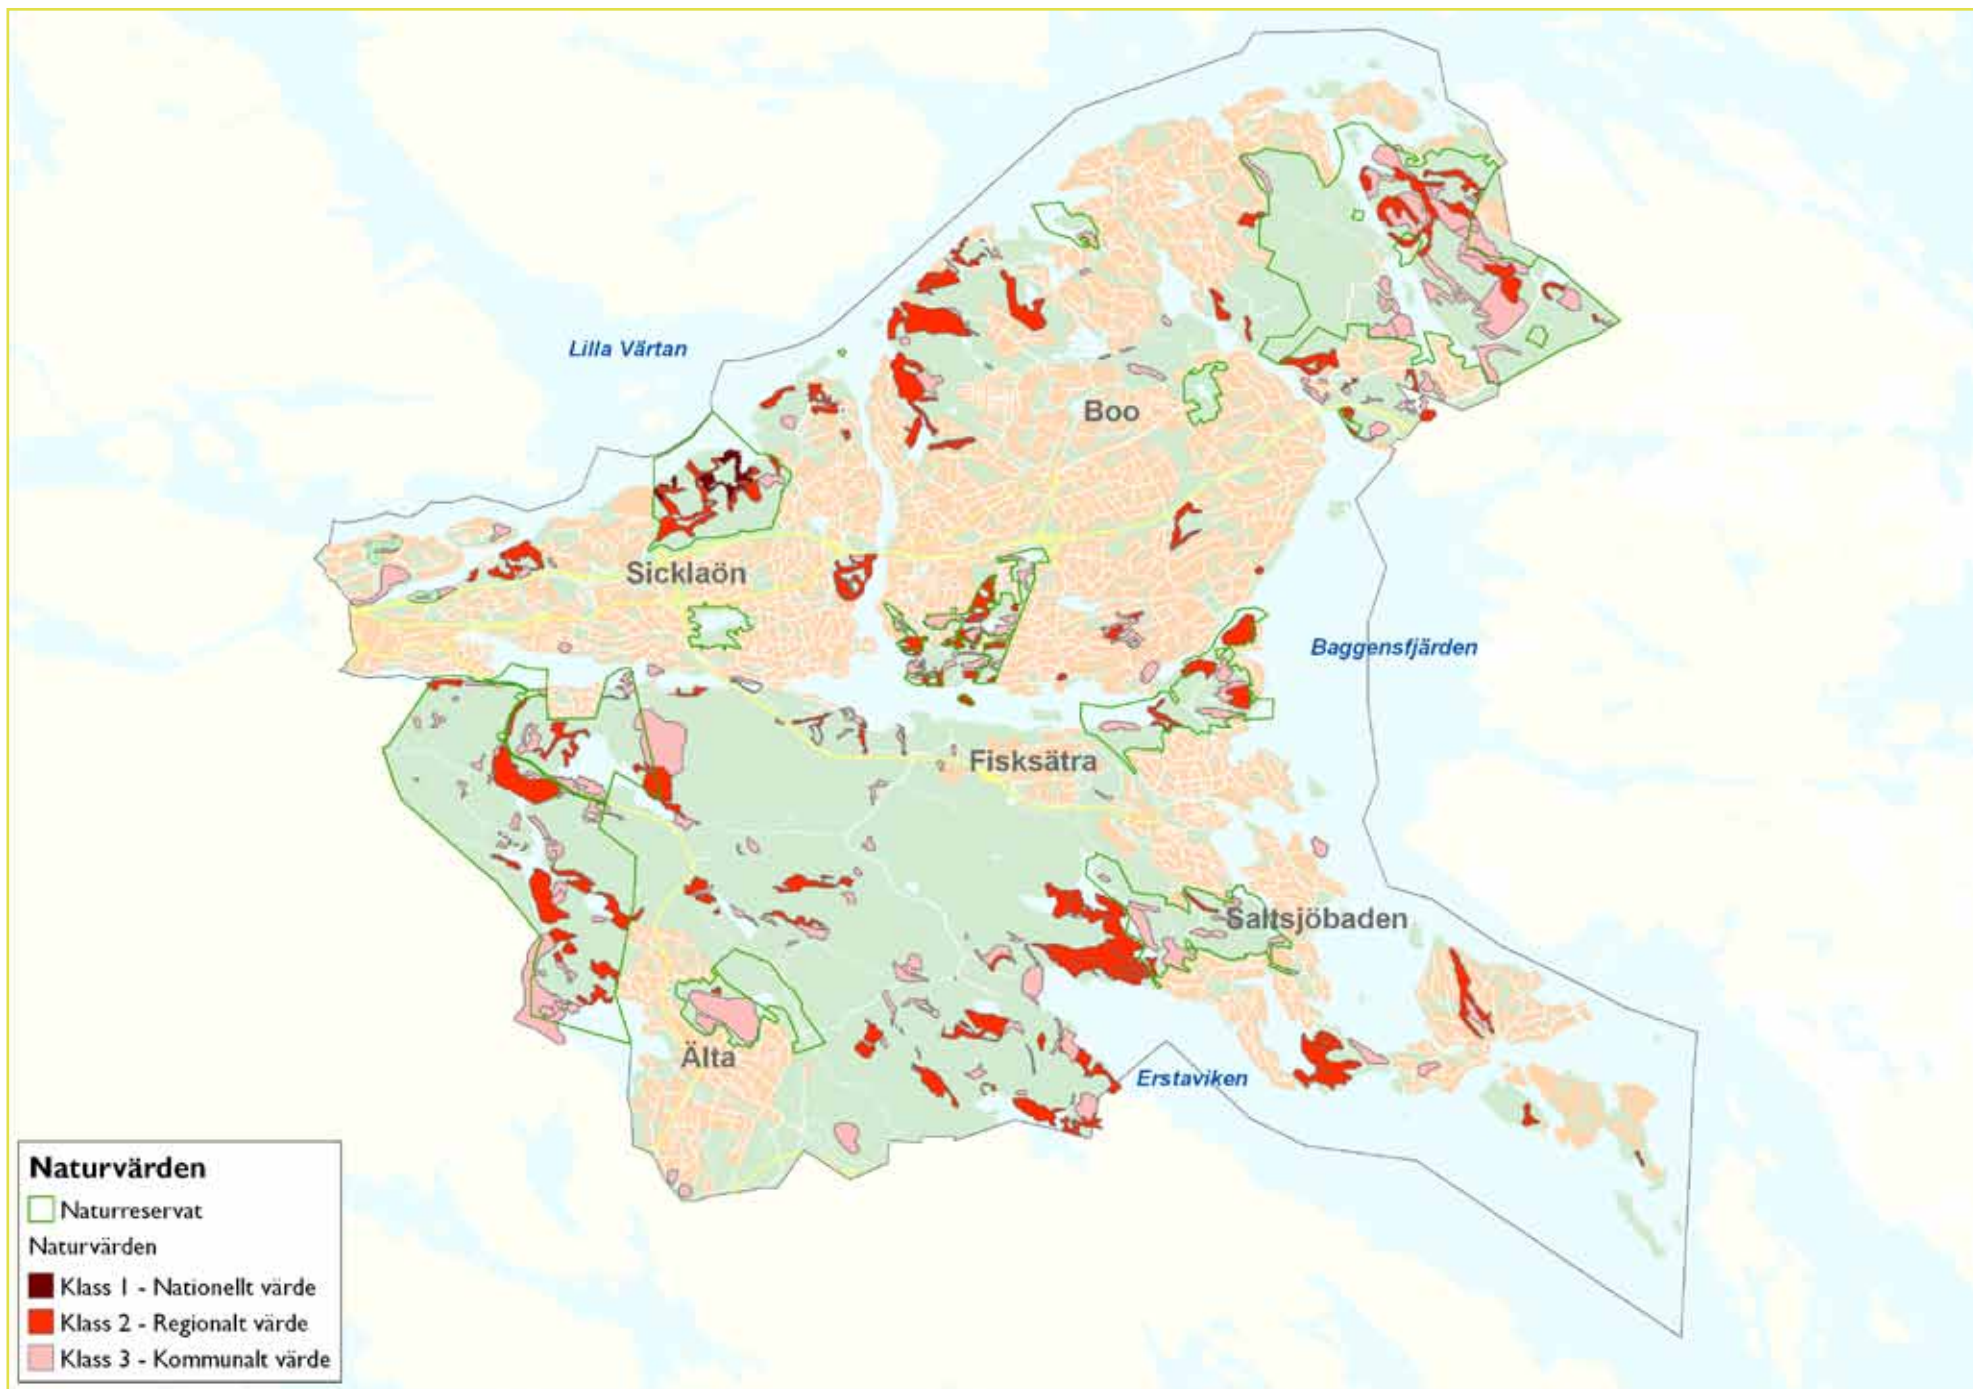 Lilla Värtan
Boo
Sicklaön
Baggensfjärden
Fisksätra
Saltsjöbaden
Älta
Erstaviken
Naturvärden
Naturreservat
Naturvärden
Klass 1 - Nationellt värde
Klass 2 - Regionalt värde
Klass 3 - Kommunalt värde